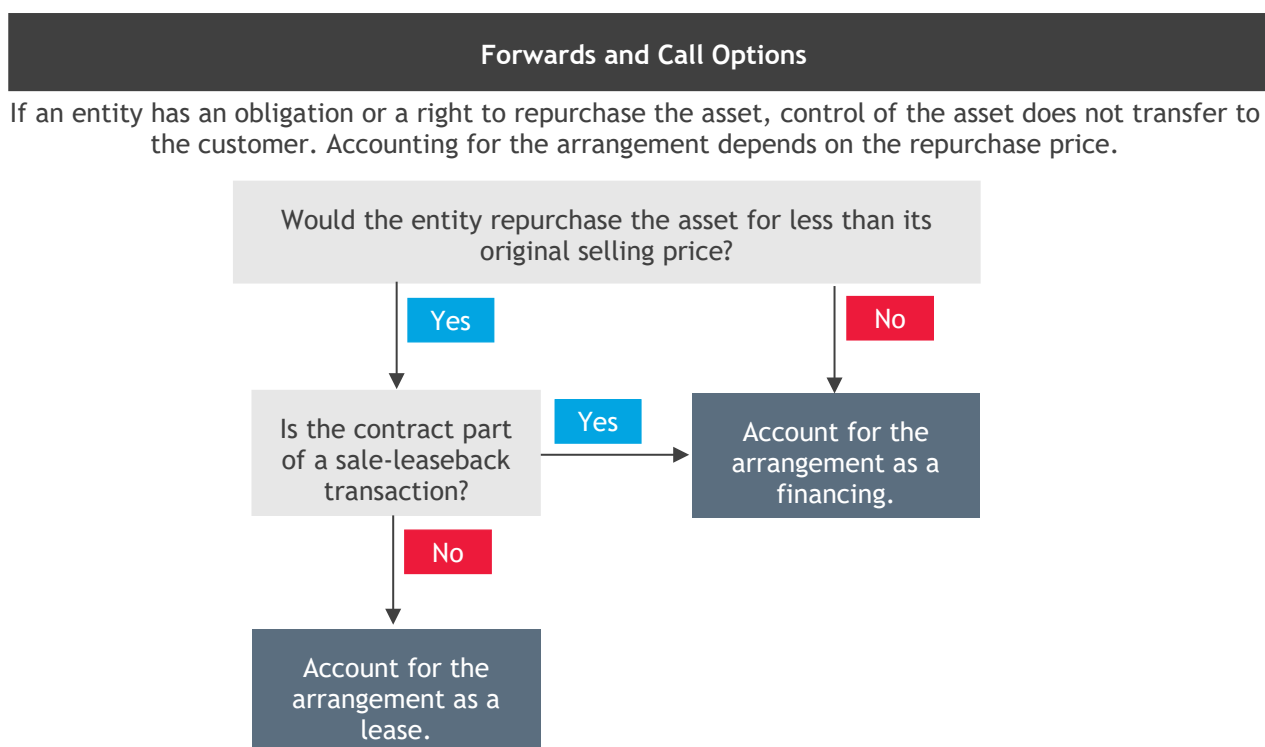 Forwards and Call Options
If an entity has an obligation or a right to repurchase the asset, control of the asset does not transfer to
the customer. Accounting for the arrangement depends on the repurchase price.
Would the entity repurchase the asset for less than its
original selling price?
Yes
No
Is the contract part
of a sale-leaseback
transaction?
Yes
Account for the
arrangement as a
financing.
No
Account for the
arrangement as a
lease.